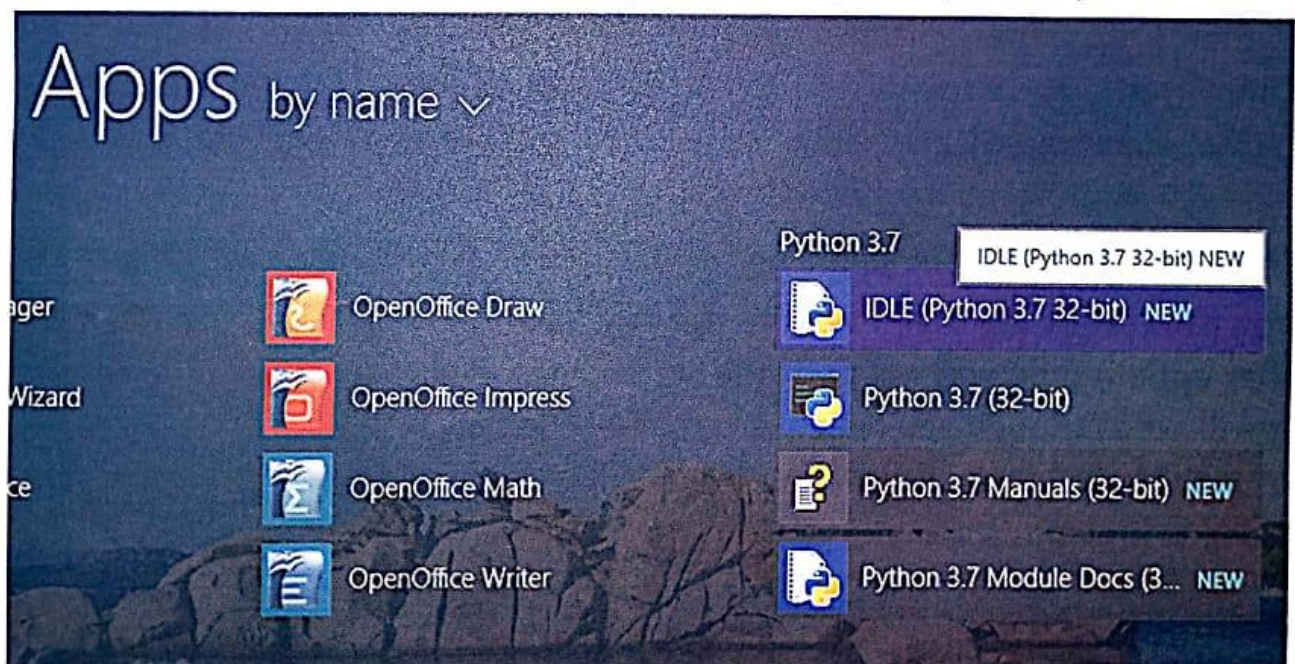 Apps by name
ager
Wizard
ce
OpenOffice Draw
OpenOffice Impress
OpenOffice Math
OpenOffice Writer
Python 3.7
IDLE (Python 3.7 32-bit) NEW
IDLE (Python 3.7 32-bit) NEW
Python 3.7 (32-bit)
Python 3.7 Manuals (32-bit) NEW
Python 3.7 Module Docs (3... NEW